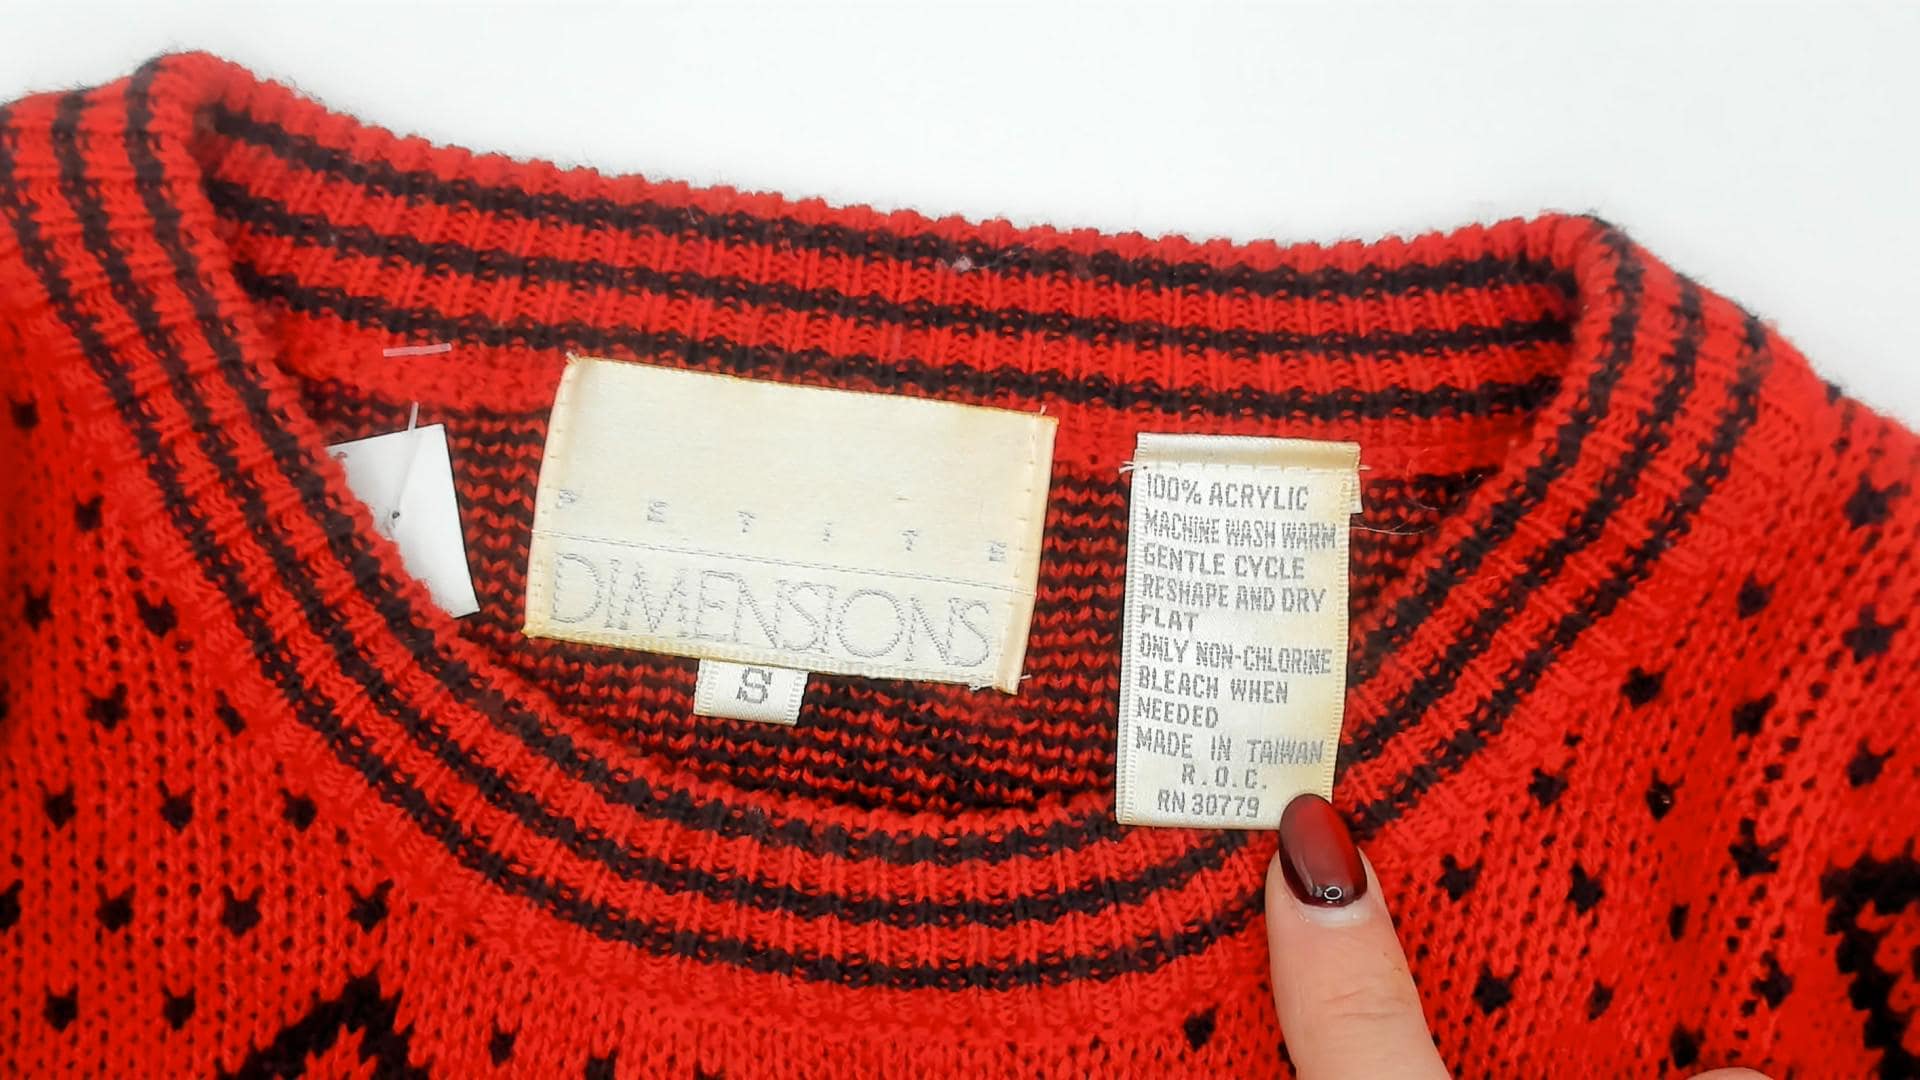 DIMENSIONS
S
100% ACRYLIC
MACHINE WASH WARM
GENTLE CYCLE
RESHAPE AND DRY
FLAT
ONLY NON-CHLORINE
BLEACH WHEN
NEEDED
MADE IN TAIWAN
R.O.C.
RN 30779